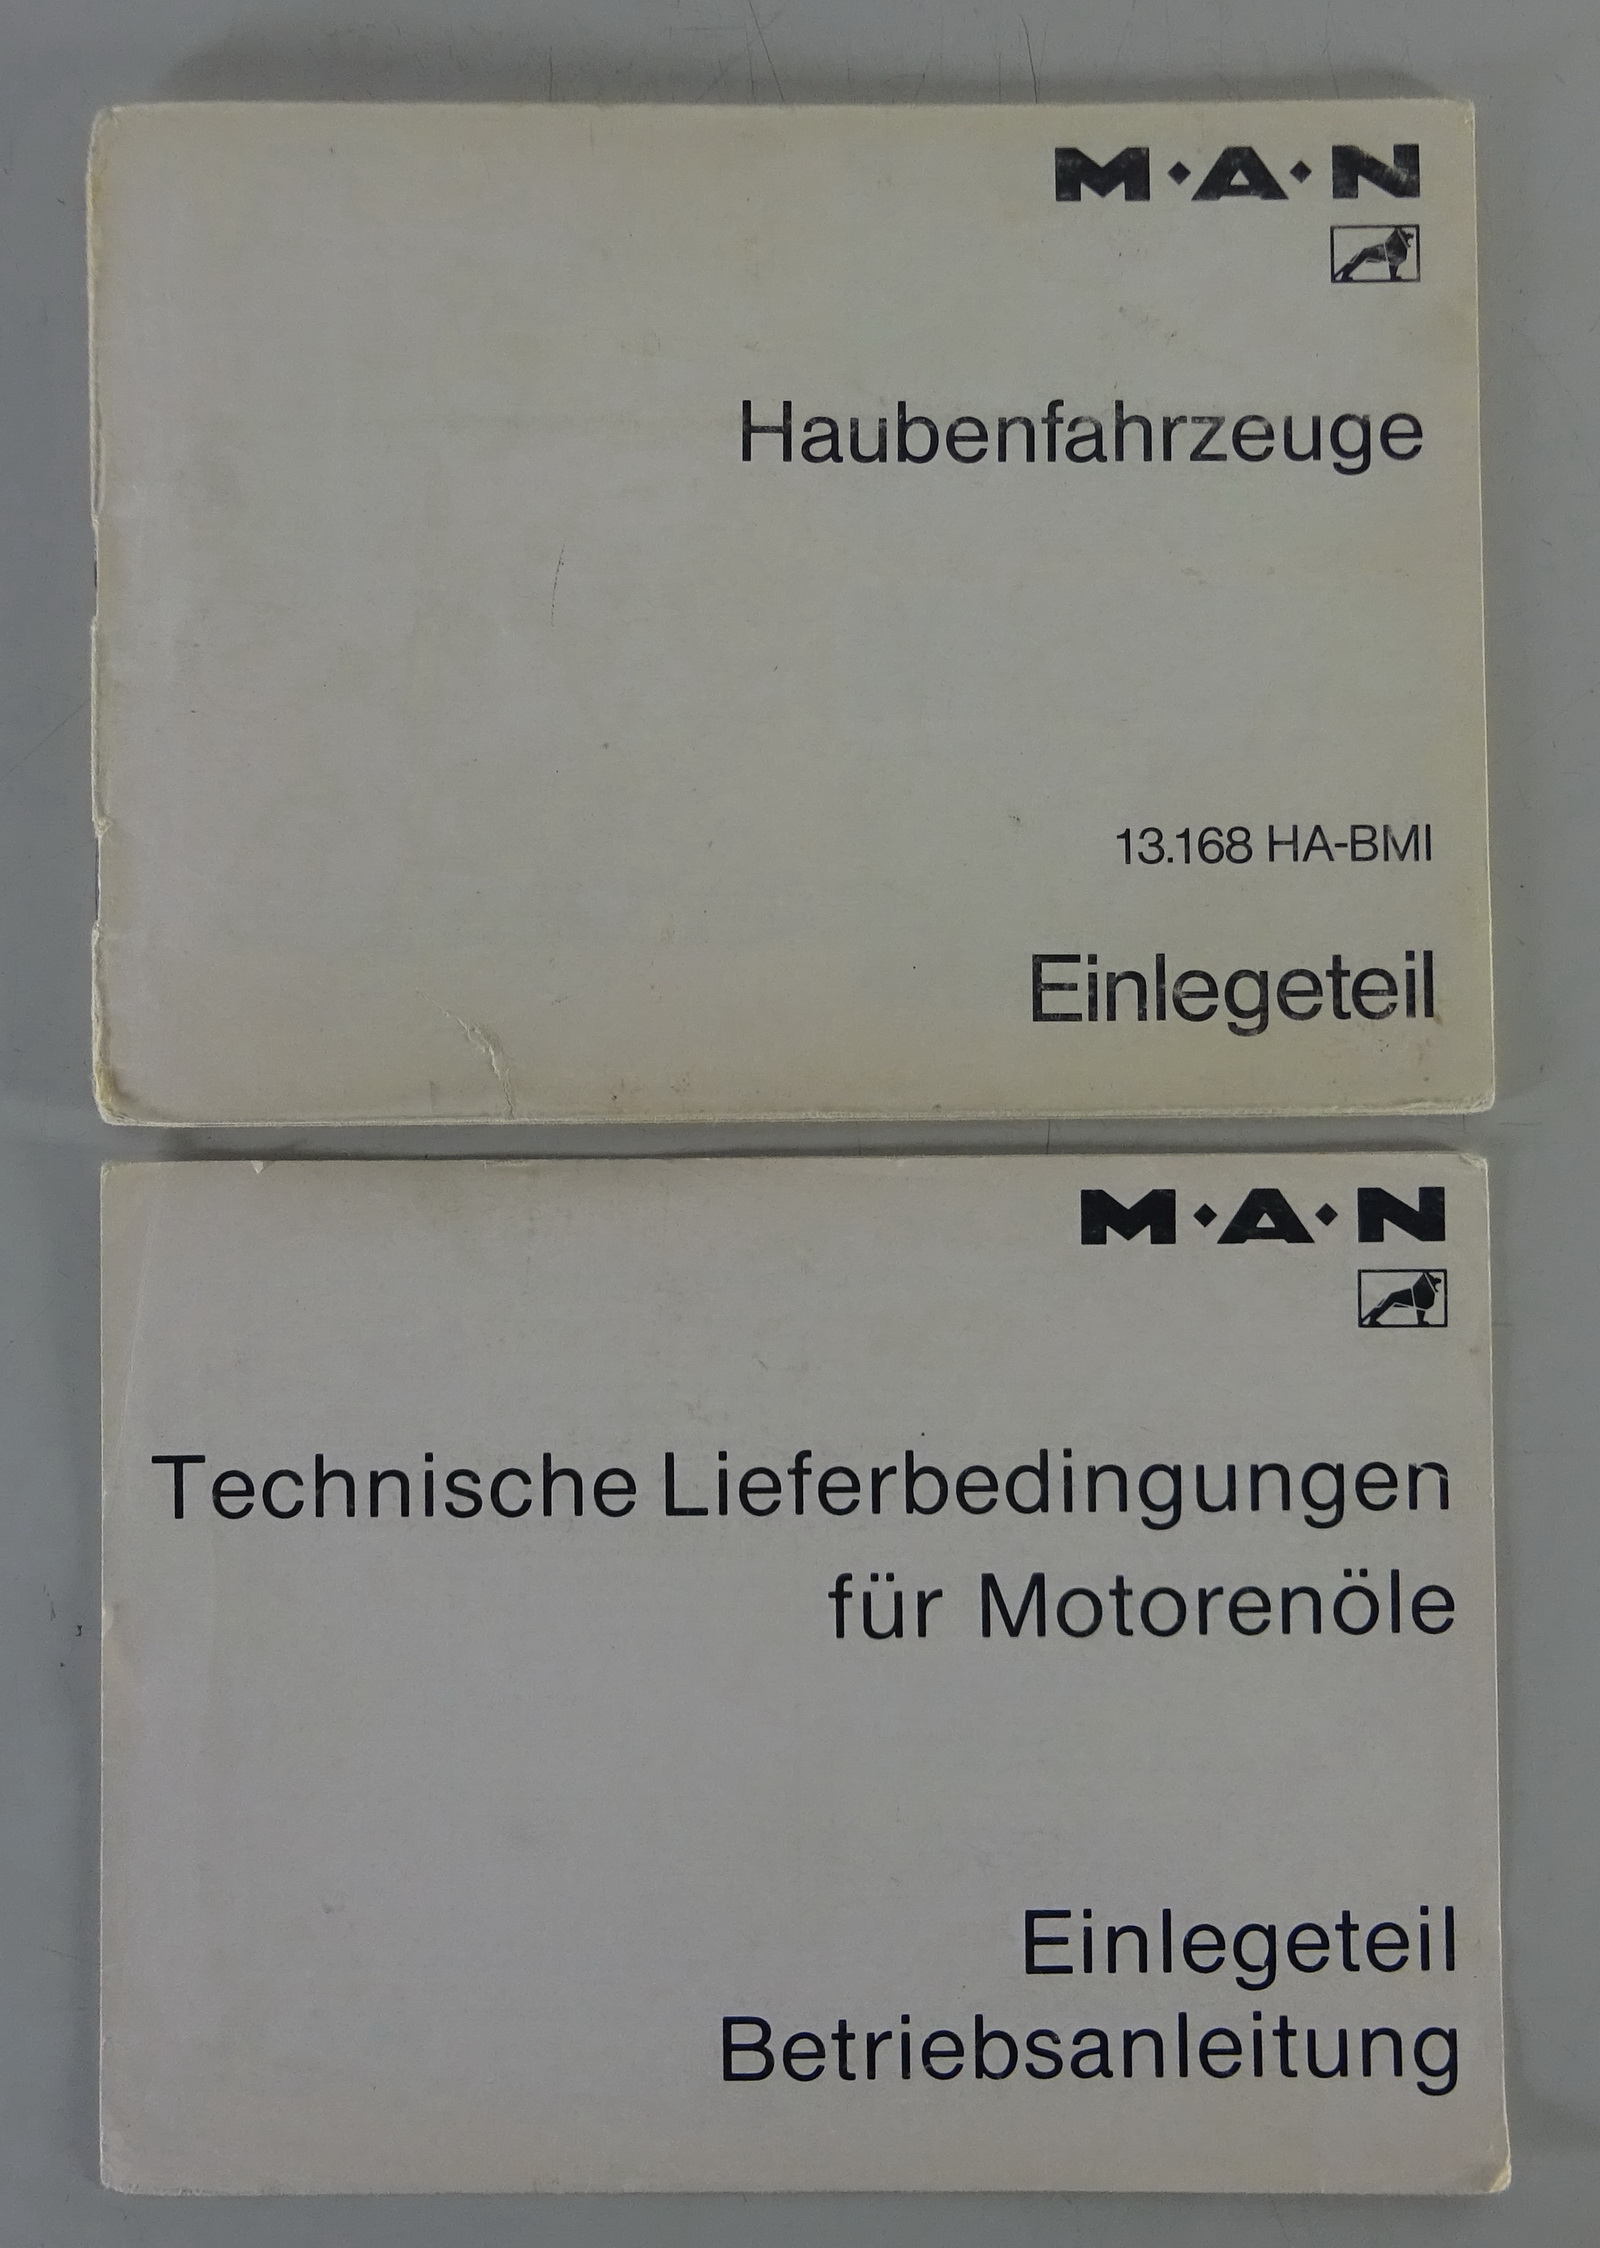 M·A·N
Haubenfahrzeuge
13.168 HA-BMI
Einlegeteil
M·A·N
Technische Lieferbedingungen
für Motorenöle
Einlegeteil
Betriebsanleitung